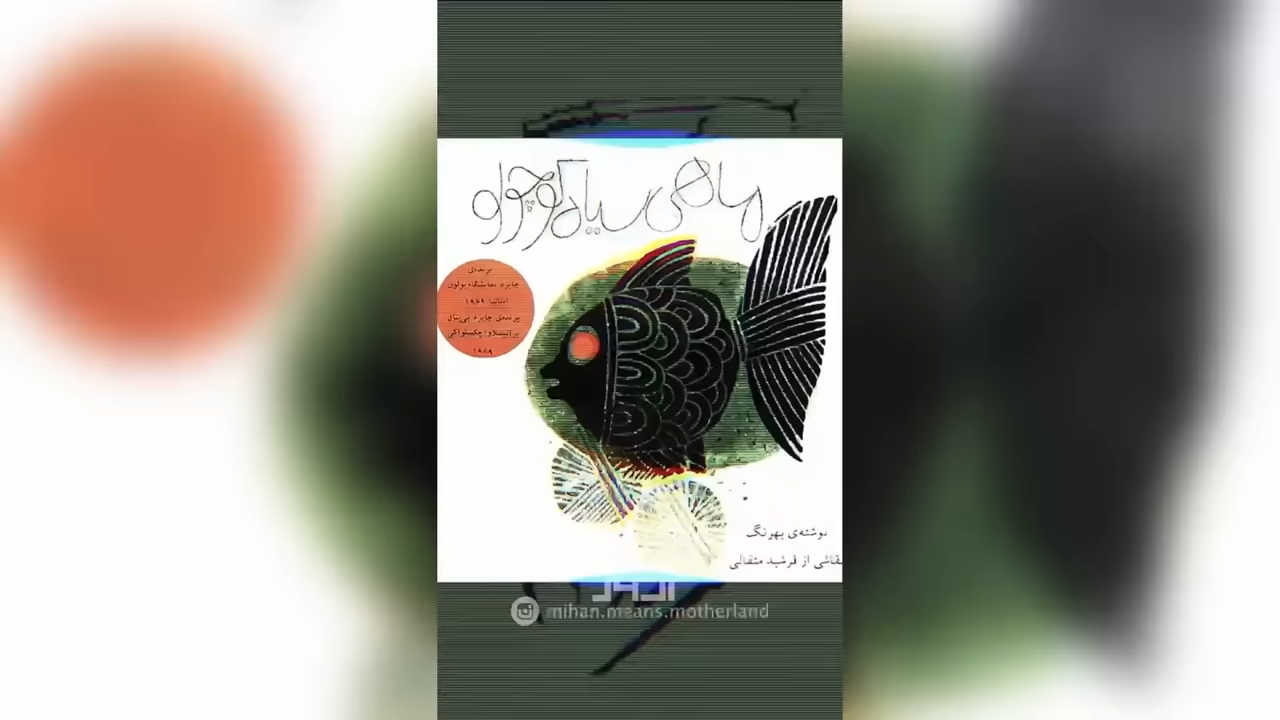 ماهی سیاه کوچولو
برنده‌ی
جایزه نمایشگاه بولون
ایتالیا ۱۹۶۹
برنده‌ی جایزه بی‌ینال
براتیسلاو چکسلواکی
۱۹۶۹
نوشته‌ی بهرنگ
نقاشی از فرشید مثقالی
mihan.means.motherland